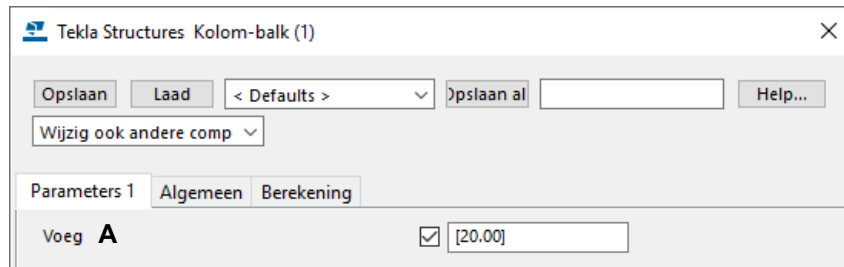 Tekla Structures Kolom-balk (1)
Opslaan Laad < Defaults > Opslaan al Help...
Wijzig ook andere comp
Parameters 1 Algemeen Berekening
Voeg A [20.00]